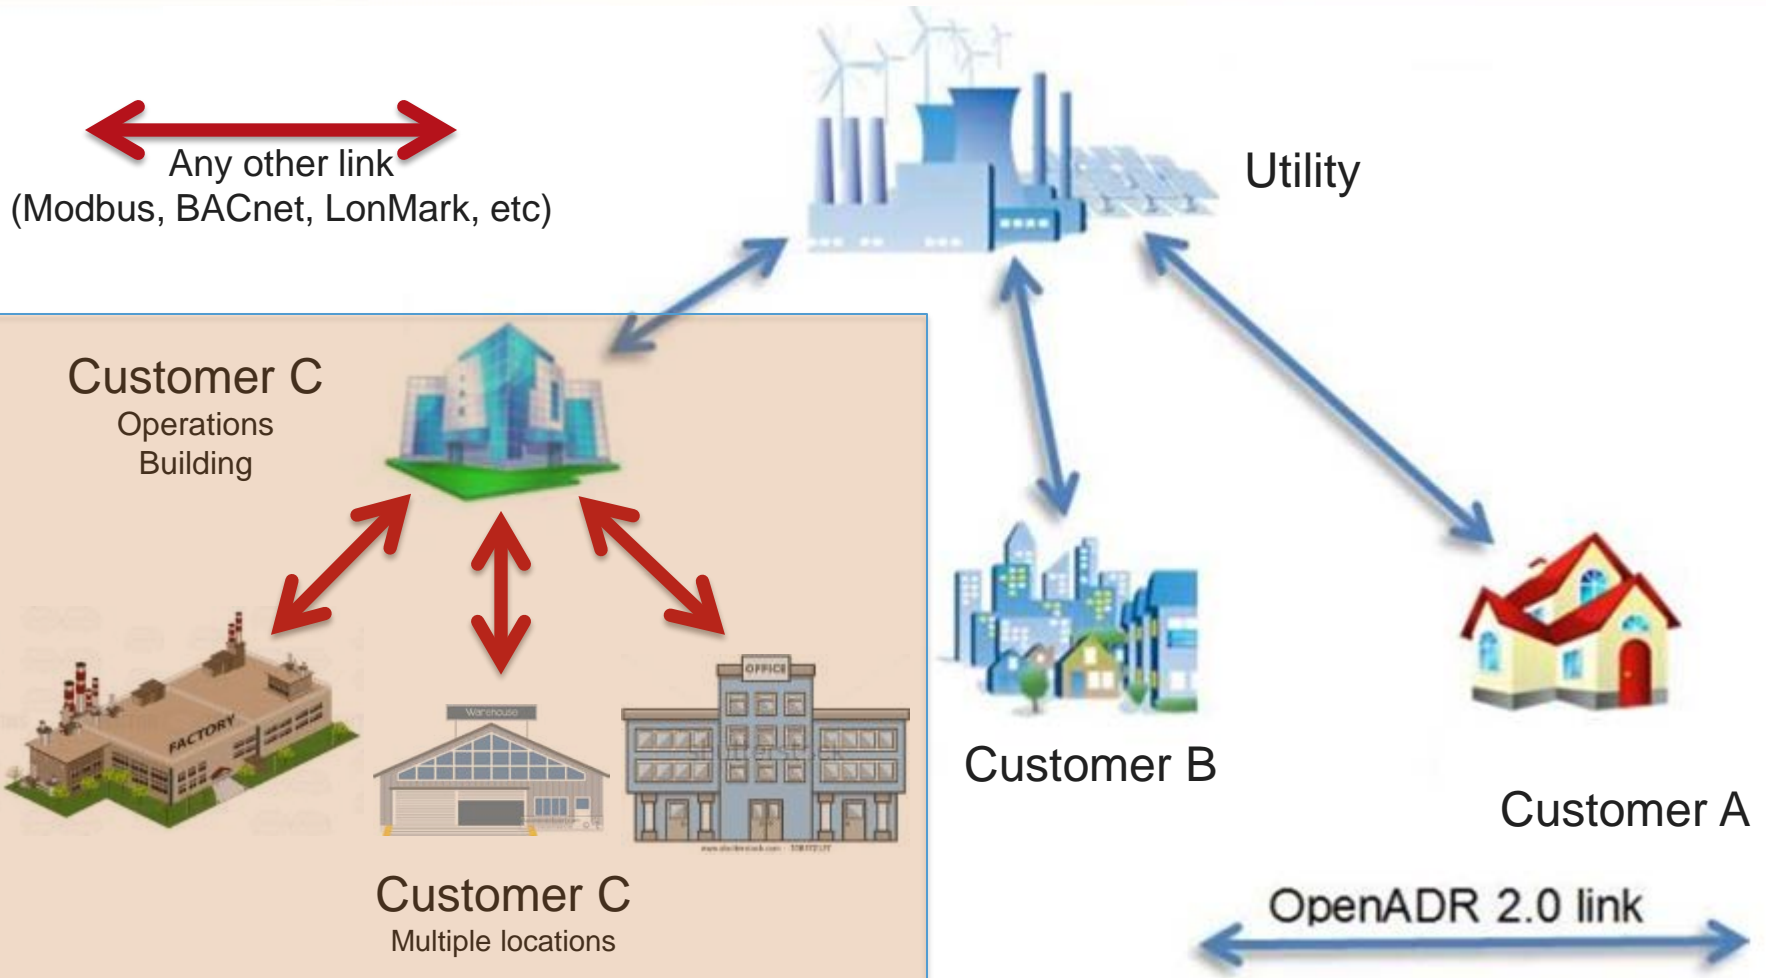 Any other link
(Modbus, BACnet, LonMark, etc)
Utility
Customer C
Operations
Building
OFFICE
FACTORY
Warehouse
Customer B
Customer A
Customer C
Multiple locations
OpenADR 2.0 link